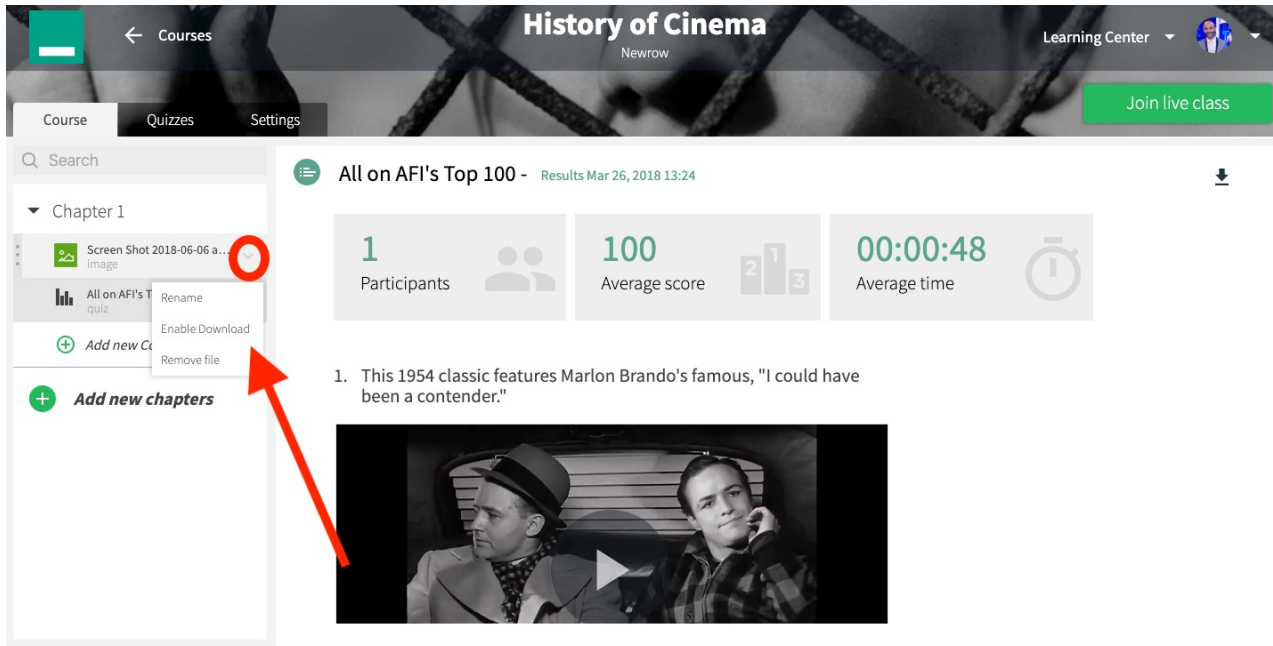 Courses
History of Cinema
Newrow
Learning Center
Join live class
Course
Quizzes
Settings
Search
Chapter 1
Screen Shot 2018-06-06 a...
image
All on AFI's T
quiz
Rename
Enable Download
Remove file
Add new Co
Add new chapters
All on AFI's Top 100 - Results Mar 26, 2018 13:24
1
Participants
100
Average score
2 1 3
00:00:48
Average time
1. This 1954 classic features Marlon Brando's famous, "I could have
been a contender."